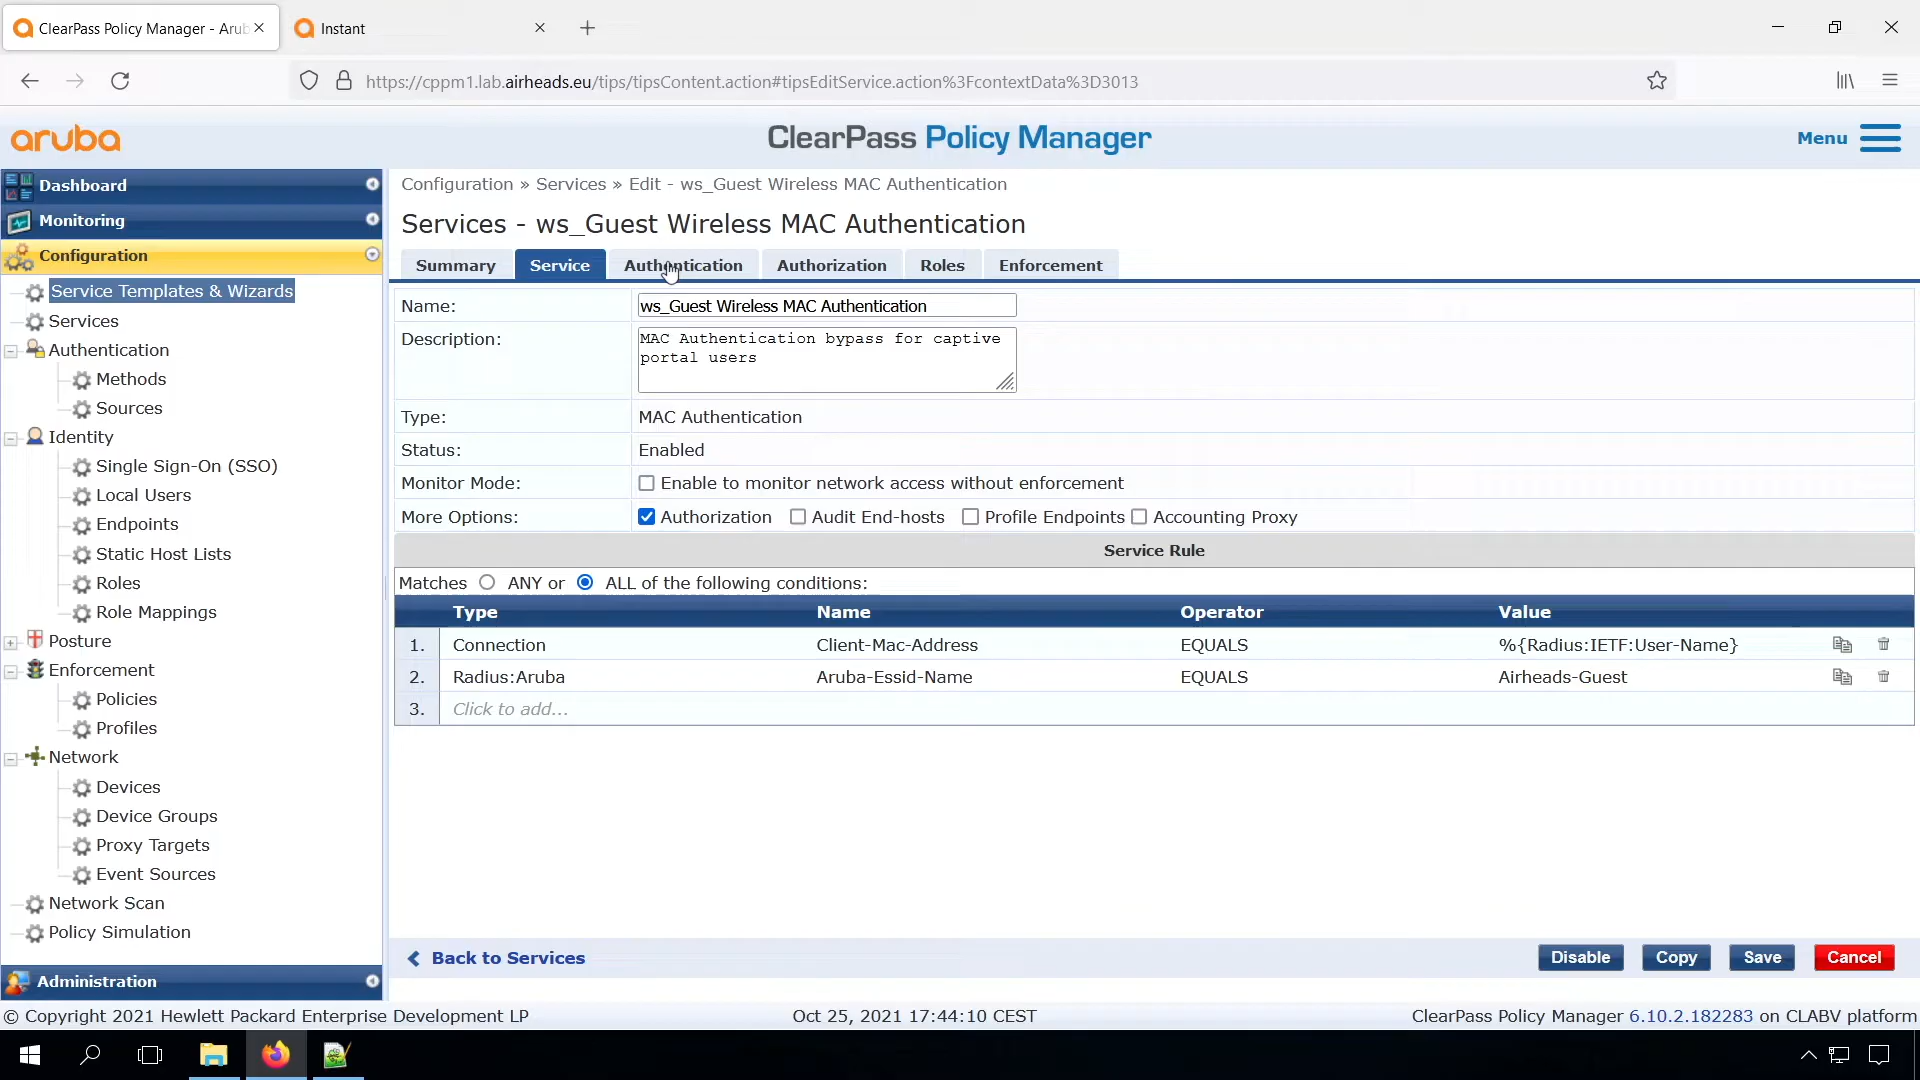 ClearPass Policy Manager - Arub
Instant
https://cppm1.lab.airheads.eu/tips/tipsContent.action#tipsEditService.action%3FcontextData%3D3013
aruba
ClearPass Policy Manager
Menu
Dashboard
Monitoring
Configuration
Service Templates & Wizards
Services
Authentication
Methods
Sources
Identity
Single Sign-On (SSO)
Local Users
Endpoints
Static Host Lists
Roles
Role Mappings
Posture
Enforcement
Policies
Profiles
Network
Devices
Device Groups
Proxy Targets
Event Sources
Network Scan
Policy Simulation
Administration
Configuration » Services » Edit - ws_Guest Wireless MAC Authentication
Services - ws_Guest Wireless MAC Authentication
Summary Service Authentication Authorization Roles Enforcement
Name: ws_Guest Wireless MAC Authentication
Description: MAC Authentication bypass for captive
portal users
Type: MAC Authentication
Status: Enabled
Monitor Mode: Enable to monitor network access without enforcement
More Options: Authorization Audit End-hosts Profile Endpoints Accounting Proxy
Service Rule
Matches ANY or ALL of the following conditions:
Type Name Operator Value
1. Connection Client-Mac-Address EQUALS %{Radius:IETF:User-Name}
2. Radius:Aruba Aruba-Essid-Name EQUALS Airheads-Guest
3. Click to add...
Back to Services
Disable Copy Save Cancel
© Copyright 2021 Hewlett Packard Enterprise Development LP
Oct 25, 2021 17:44:10 CEST
ClearPass Policy Manager 6.10.2.182283 on CLABV platform